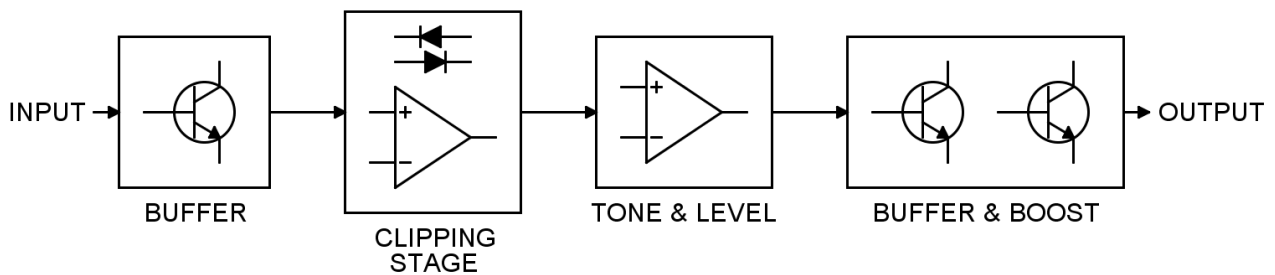 INPUT
OUTPUT
+
−
+
−
BUFFER
CLIPPING
STAGE
TONE & LEVEL
BUFFER & BOOST